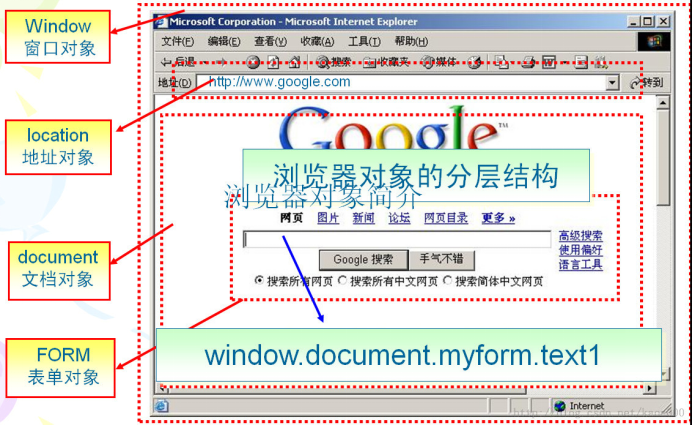 Window
窗口对象
location
地址对象
document
文档对象
FORM
表单对象
Microsoft Corporation - Microsoft Internet Explorer
文件(F) 编辑(E) 查看(V) 收藏(A) 工具(T) 帮助(H)
后退 搜索 收藏夹 媒体
地址(D) http://www.google.com 转到
Google™
浏览器对象的分层结构
浏览器对象简介
网页 图片 新闻 论坛 网页目录 更多 »
高级搜索
使用偏好
语言工具
Google 搜索 手气不错
搜索所有网页 搜索所有中文网页 搜索简体中文网页
window.document.myform.text1
Internet